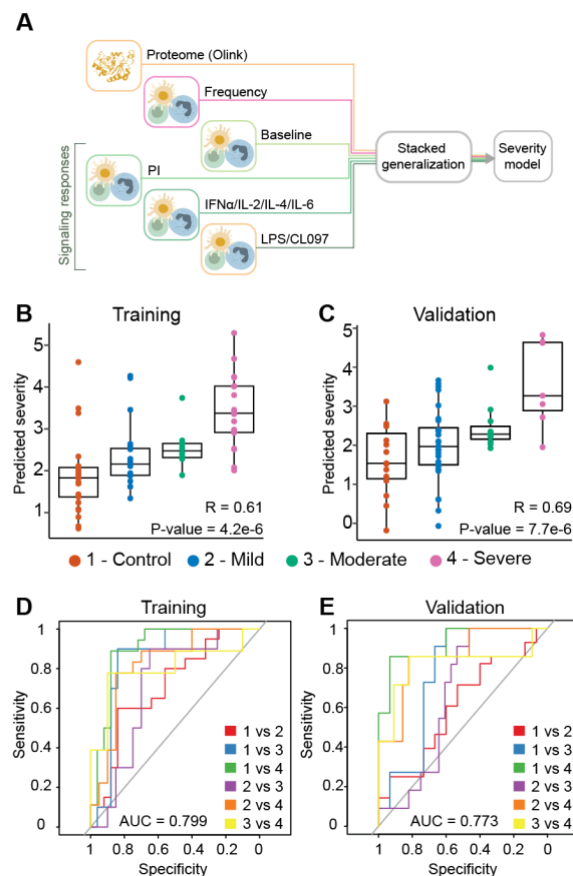 A
Proteome (Olink)
Frequency
Baseline
Signaling responses
PI
IFNα/IL-2/IL-4/IL-6
LPS/CL097
Stacked
generalization
Severity
model
B
Training
Predicted severity
5
4
3
2
1
R = 0.61
P-value = 4.2e-6
C
Validation
Predicted severity
5
4
3
2
1
0
R = 0.69
P-value = 7.7e-6
1 - Control
2 - Mild
3 - Moderate
4 - Severe
D
Training
Sensitivity
1
0.8
0.6
0.4
0.2
0
1 vs 2
1 vs 3
1 vs 4
2 vs 3
2 vs 4
3 vs 4
AUC = 0.799
1 0.8 0.6 0.4 0.2 0
Specificity
E
Validation
Sensitivity
1
0.8
0.6
0.4
0.2
0
1 vs 2
1 vs 3
1 vs 4
2 vs 3
2 vs 4
3 vs 4
AUC = 0.773
1 0.8 0.6 0.4 0.2 0
Specificity